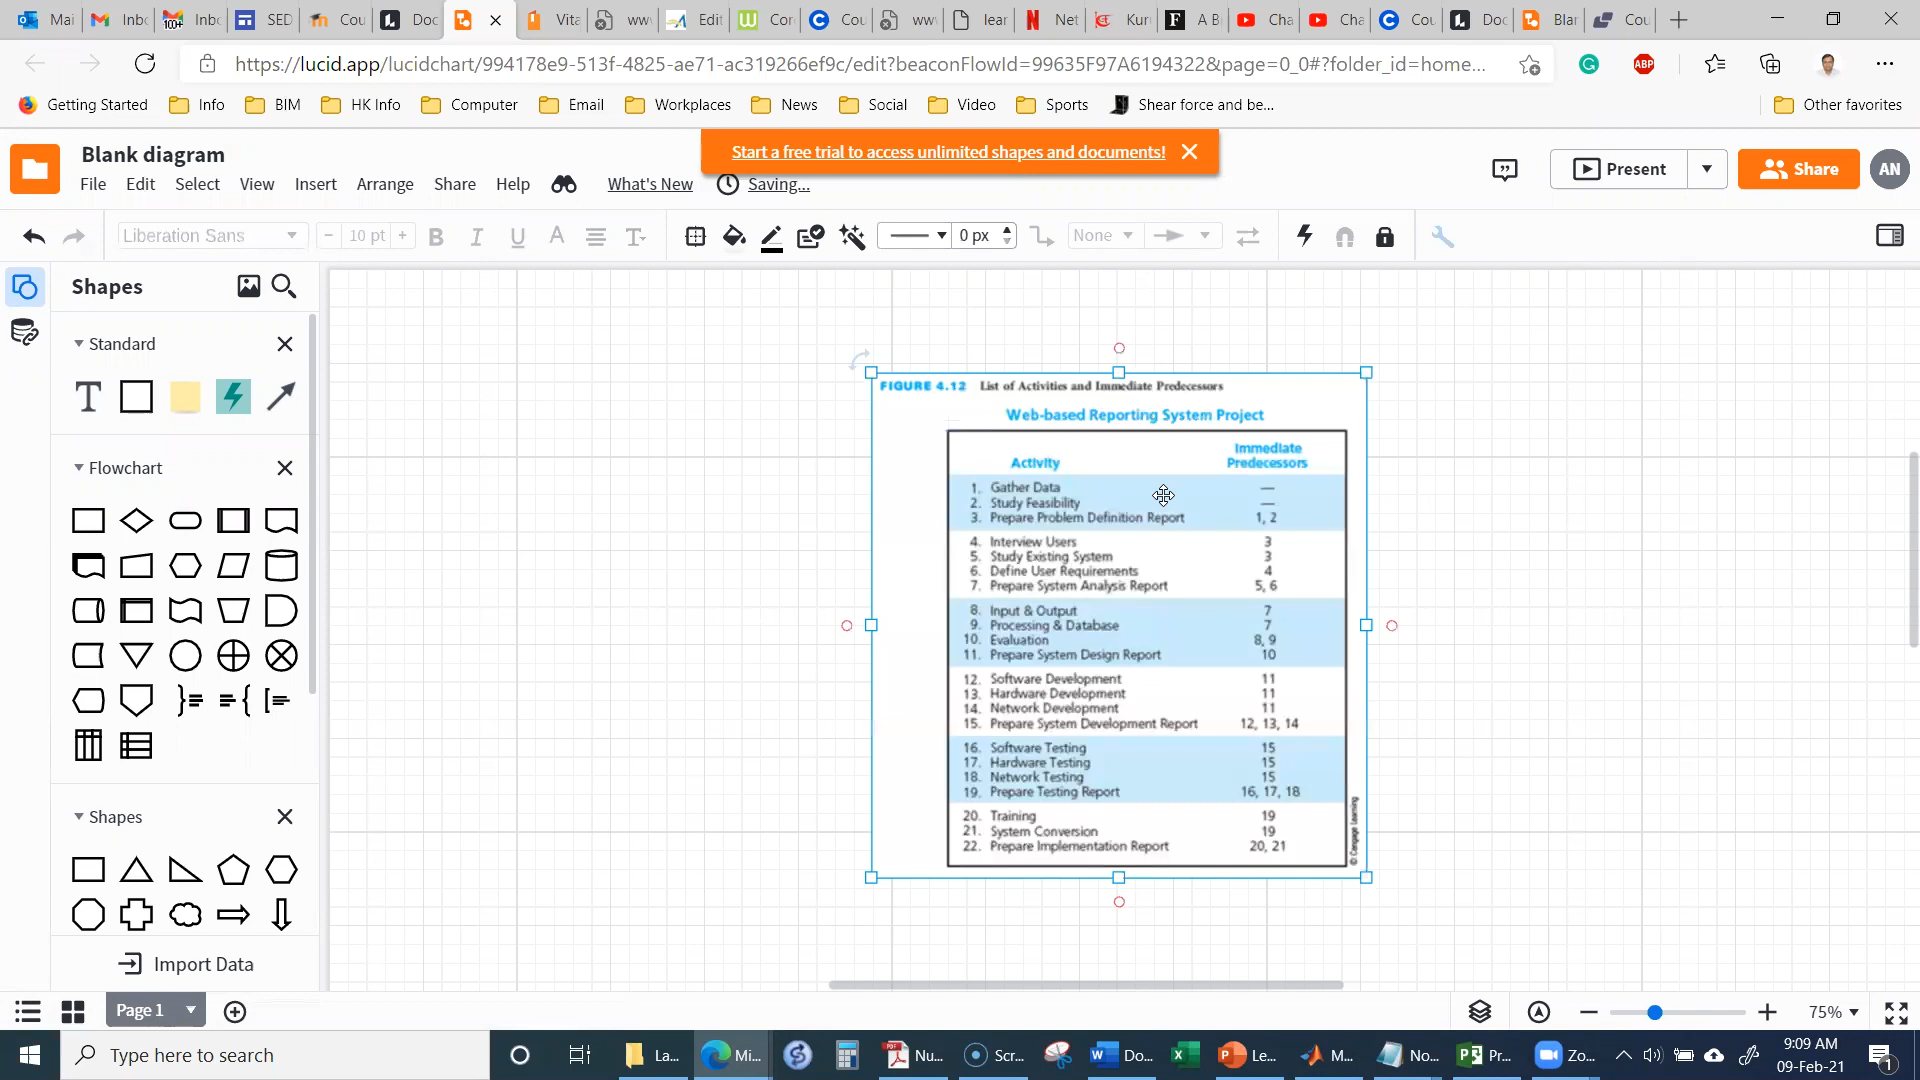 Mai
Inbo
Inbo
SED
Cou
Doc
Vita
www
Edit
Con
Cou
www
lear
Net
Kur
A B
Cha
Cha
Cou
Doc
Blar
Cou
https://lucid.app/lucidchart/994178e9-513f-4825-ae71-ac319266ef9c/edit?beaconFlowId=99635F97A6194322&page=0_0#?folder_id=home...
Getting Started
Info
BIM
HK Info
Computer
Email
Workplaces
News
Social
Video
Sports
Shear force and be...
Other favorites
Blank diagram
Start a free trial to access unlimited shapes and documents!
File Edit Select View Insert Arrange Share Help What's New Saving...
Present
Share
AN
Liberation Sans
10 pt
0 px
None
Shapes
Standard
Flowchart
Shapes
Import Data
FIGURE 4.12 List of Activities and Immediate Predecessors
Web-based Reporting System Project
Activity
Immediate
Predecessors
1. Gather Data —
2. Study Feasibility —
3. Prepare Problem Definition Report 1, 2
4. Interview Users 3
5. Study Existing System 3
6. Define User Requirements 4
7. Prepare System Analysis Report 5, 6
8. Input & Output 7
9. Processing & Database 7
10. Evaluation 8, 9
11. Prepare System Design Report 10
12. Software Development 11
13. Hardware Development 11
14. Network Development 11
15. Prepare System Development Report 12, 13, 14
16. Software Testing 15
17. Hardware Testing 15
18. Network Testing 15
19. Prepare Testing Report 16, 17, 18
20. Training 19
21. System Conversion 19
22. Prepare Implementation Report 20, 21
© Cengage Learning
Page 1
75%
Type here to search
La...
Mi...
Nu...
Scr...
Do...
Le...
M...
No...
Pr...
Zo...
9:09 AM
09-Feb-21
1